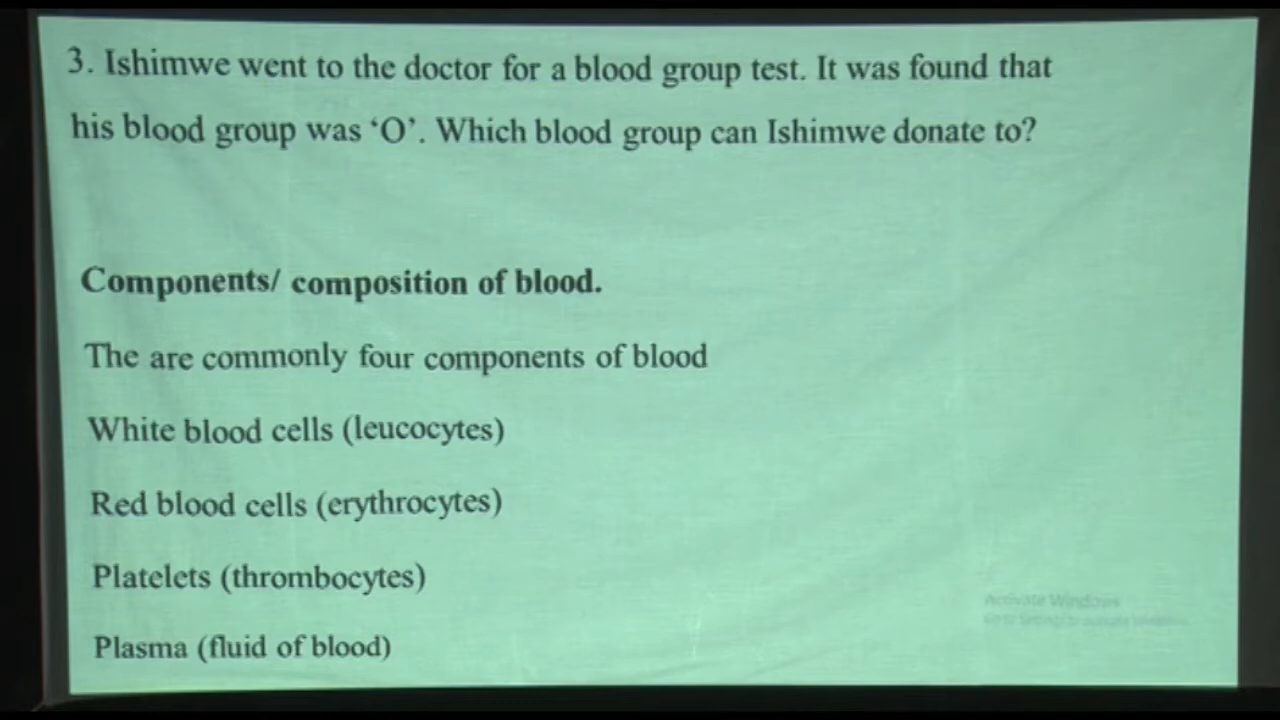 3. Ishimwe went to the doctor for a blood group test. It was found that
his blood group was ‘O’. Which blood group can Ishimwe donate to?
Components/ composition of blood.
The are commonly four components of blood
White blood cells (leucocytes)
Red blood cells (erythrocytes)
Platelets (thrombocytes)
Plasma (fluid of blood)
Activate Windows